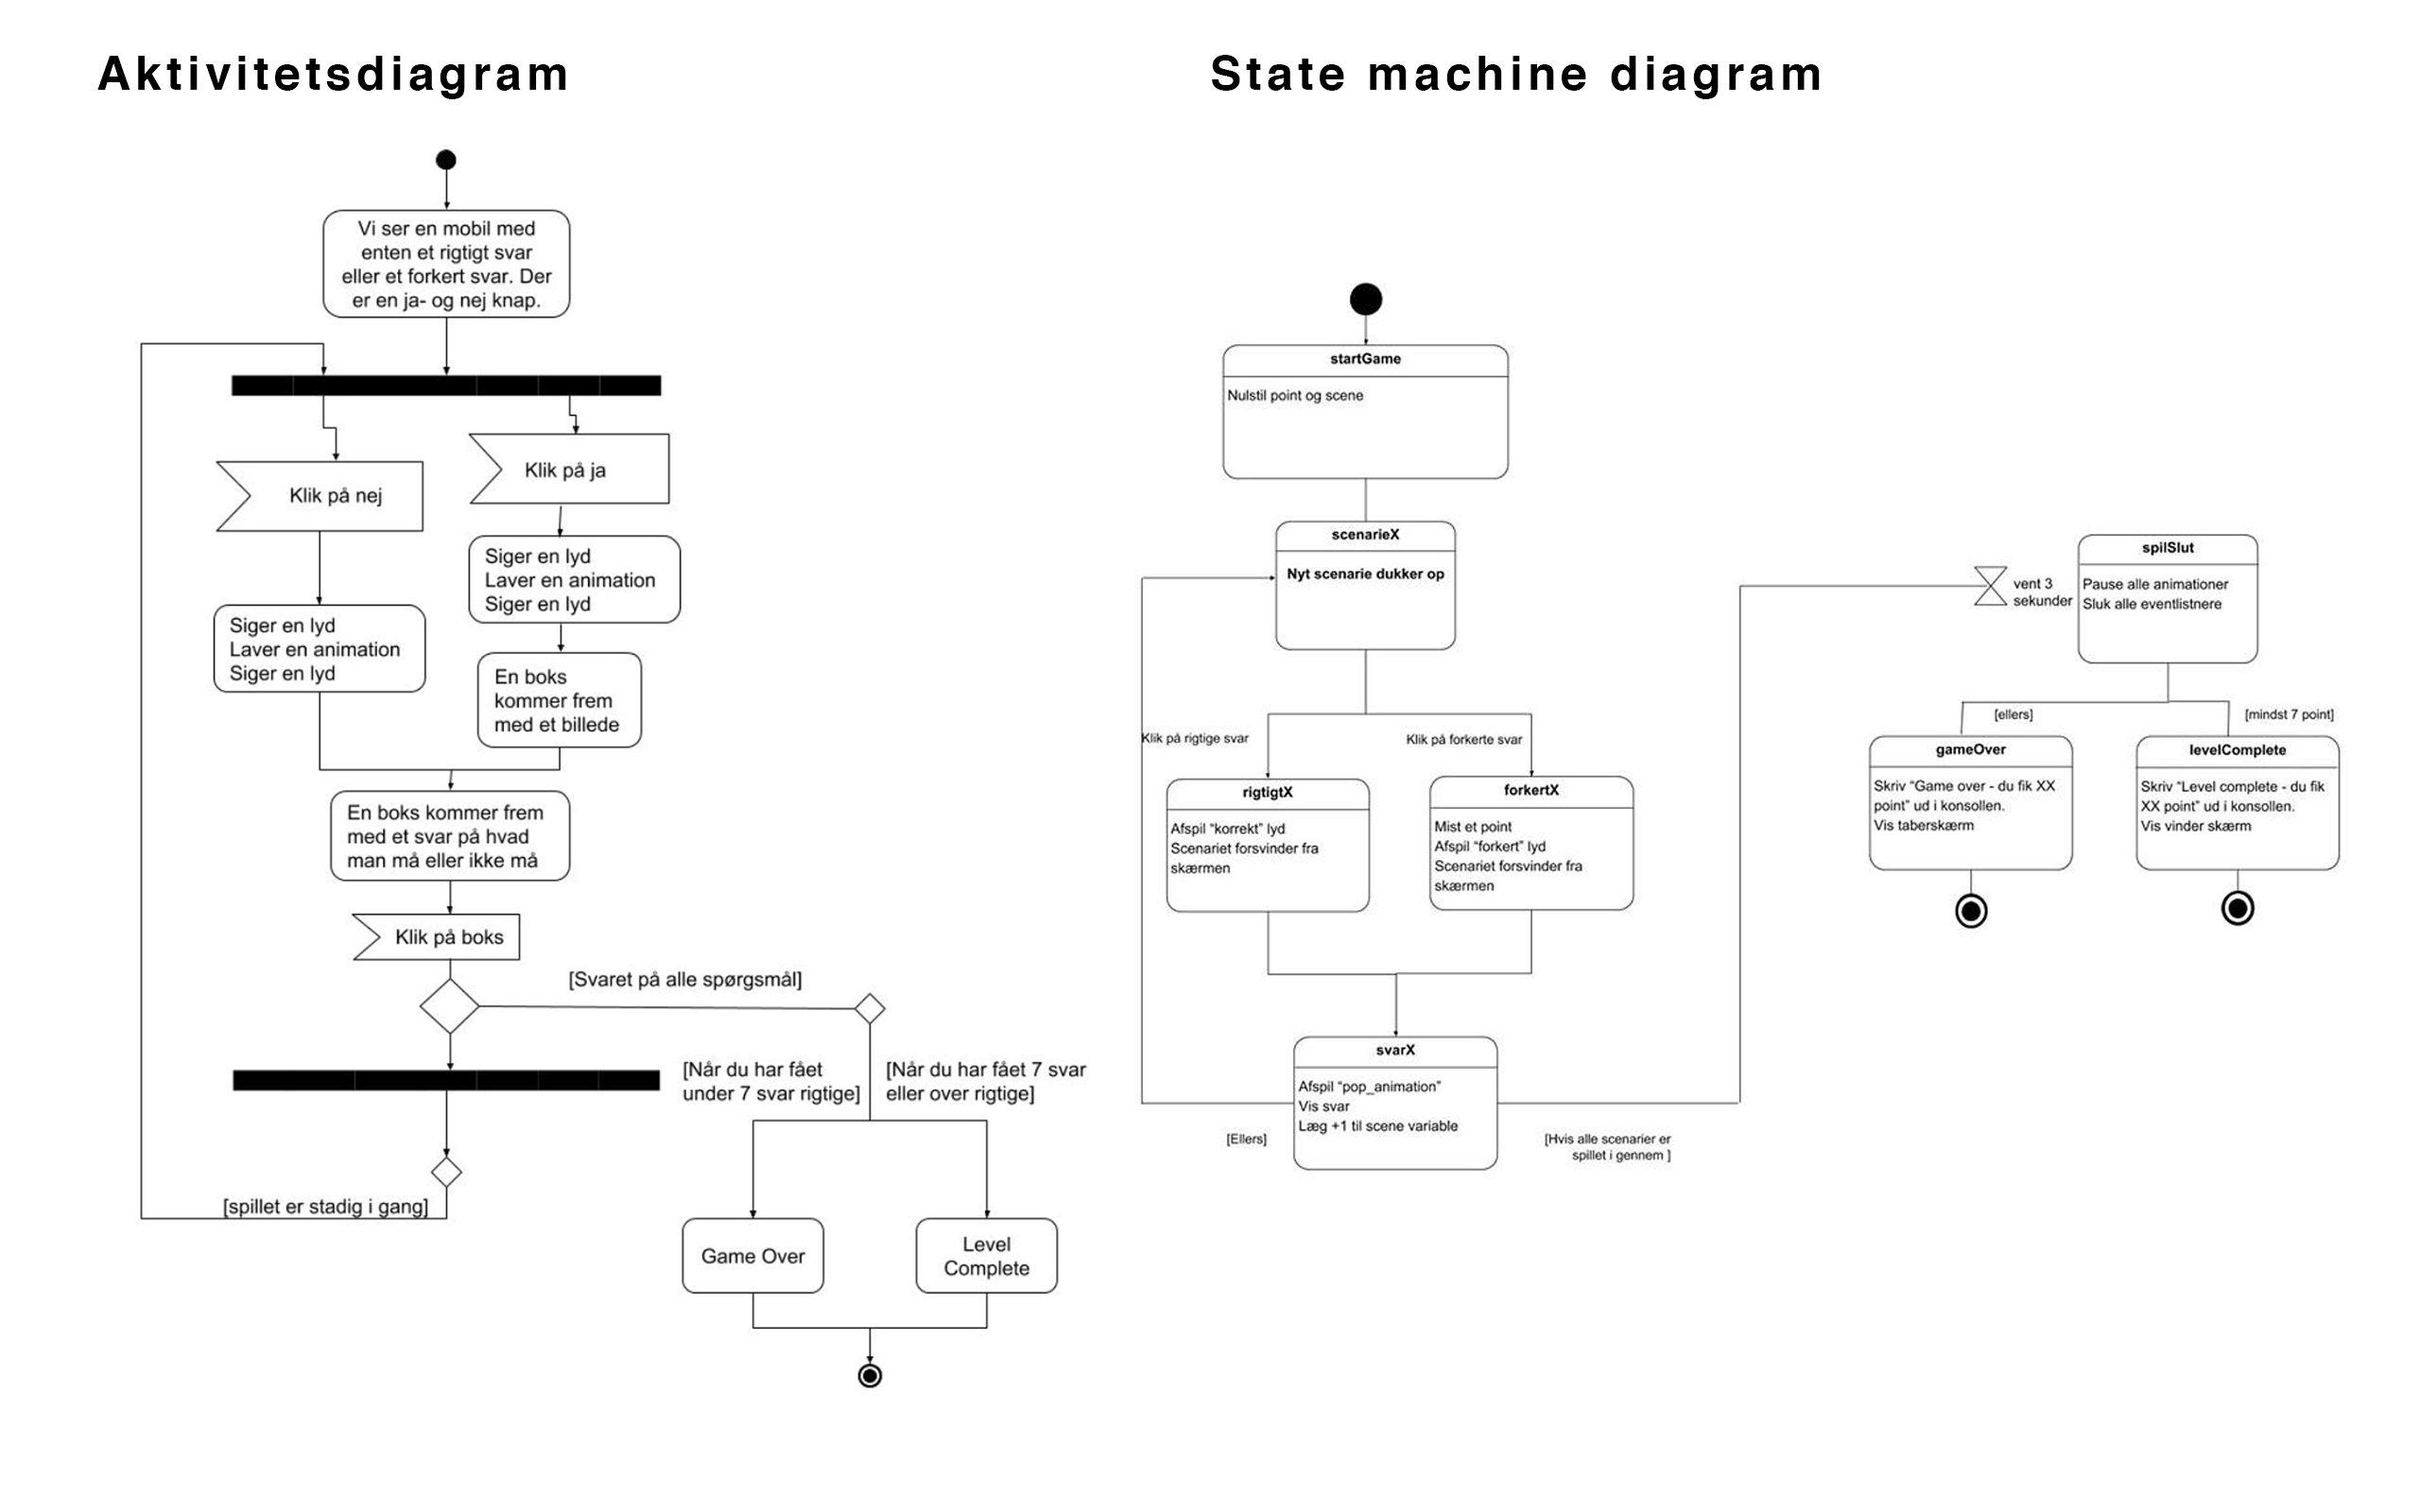 Aktivitetsdiagram
Vi ser en mobil med
enten et rigtigt svar
eller et forkert svar. Der
er en ja- og nej knap.
Klik på nej
Klik på ja
Siger en lyd
Laver en animation
Siger en lyd
Siger en lyd
Laver en animation
Siger en lyd
En boks
kommer frem
med et billede
En boks kommer frem
med et svar på hvad
man må eller ikke må
Klik på boks
[Svaret på alle spørgsmål]
[Når du har fået
under 7 svar rigtige]
[Når du har fået 7 svar
eller over rigtige]
[spillet er stadig i gang]
Game Over
Level
Complete
State machine diagram
startGame
Nulstil point og scene
scenarieX
Nyt scenarie dukker op
Klik på rigtige svar
Klik på forkerte svar
rigtigtX
Afspil “korrekt” lyd
Scenariet forsvinder fra
skærmen
forkertX
Mist et point
Afspil “forkert” lyd
Scenariet forsvinder fra
skærmen
svarX
Afspil “pop_animation”
Vis svar
Læg +1 til scene variable
[Ellers]
[Hvis alle scenarier er
spillet i gennem ]
vent 3
sekunder
spilSlut
Pause alle animationer
Sluk alle eventlistnere
[ellers]
[mindst 7 point]
gameOver
Skriv “Game over - du fik XX
point” ud i konsollen.
Vis taberskærm
levelComplete
Skriv “Level complete - du fik
XX point” ud i konsollen.
Vis vinder skærm